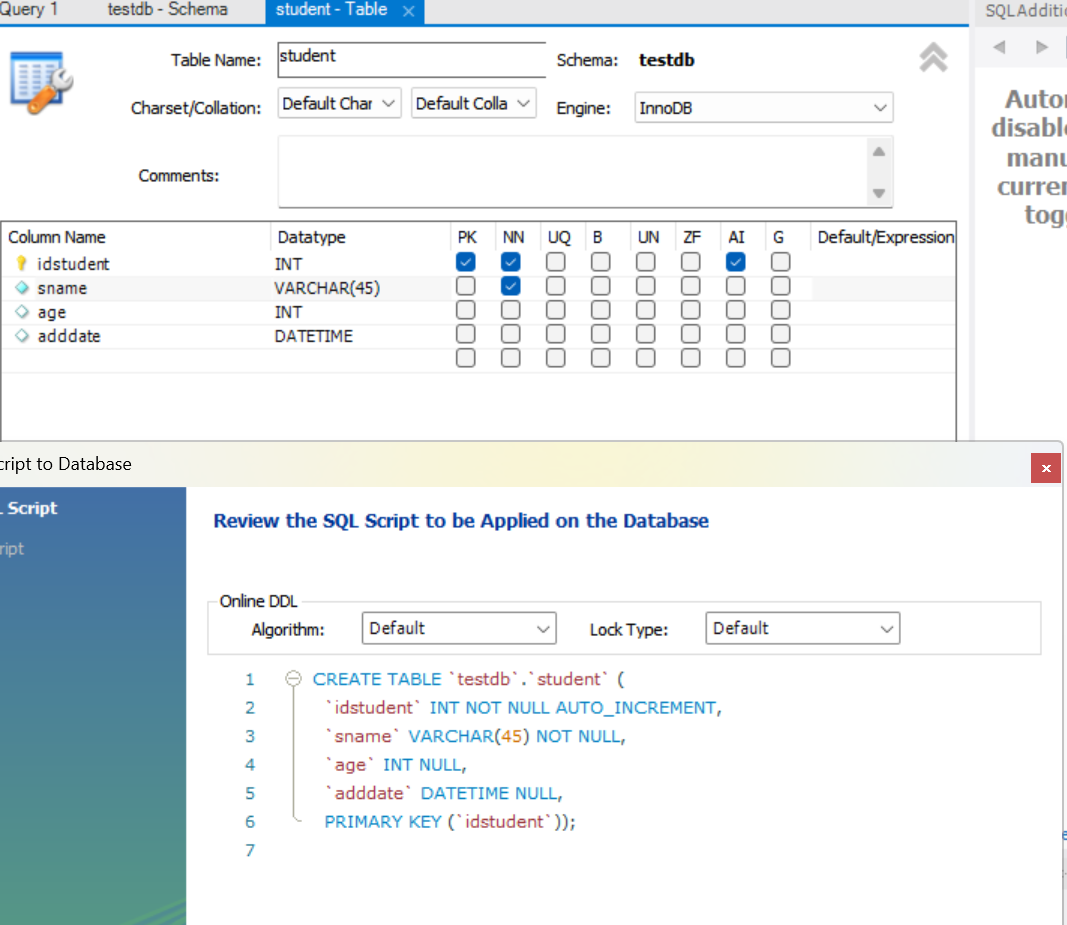 Query 1 testdb - Schema student - Table
Table Name: student Schema: testdb
Charset/Collation: Default Char Default Colla Engine: InnoDB
Comments:
Column Name Datatype PK NN UQ B UN ZF AI G Default/Expression
idstudent INT
sname VARCHAR(45)
age INT
adddate DATETIME
SQLAdditio
Autor
disable
manu
curren
togg
cript to Database
L Script
ript
Review the SQL Script to be Applied on the Database
Online DDL
Algorithm: Default Lock Type: Default
1 CREATE TABLE `testdb`.`student` (
2 `idstudent` INT NOT NULL AUTO_INCREMENT,
3 `sname` VARCHAR(45) NOT NULL,
4 `age` INT NULL,
5 `adddate` DATETIME NULL,
6 PRIMARY KEY (`idstudent`));
7